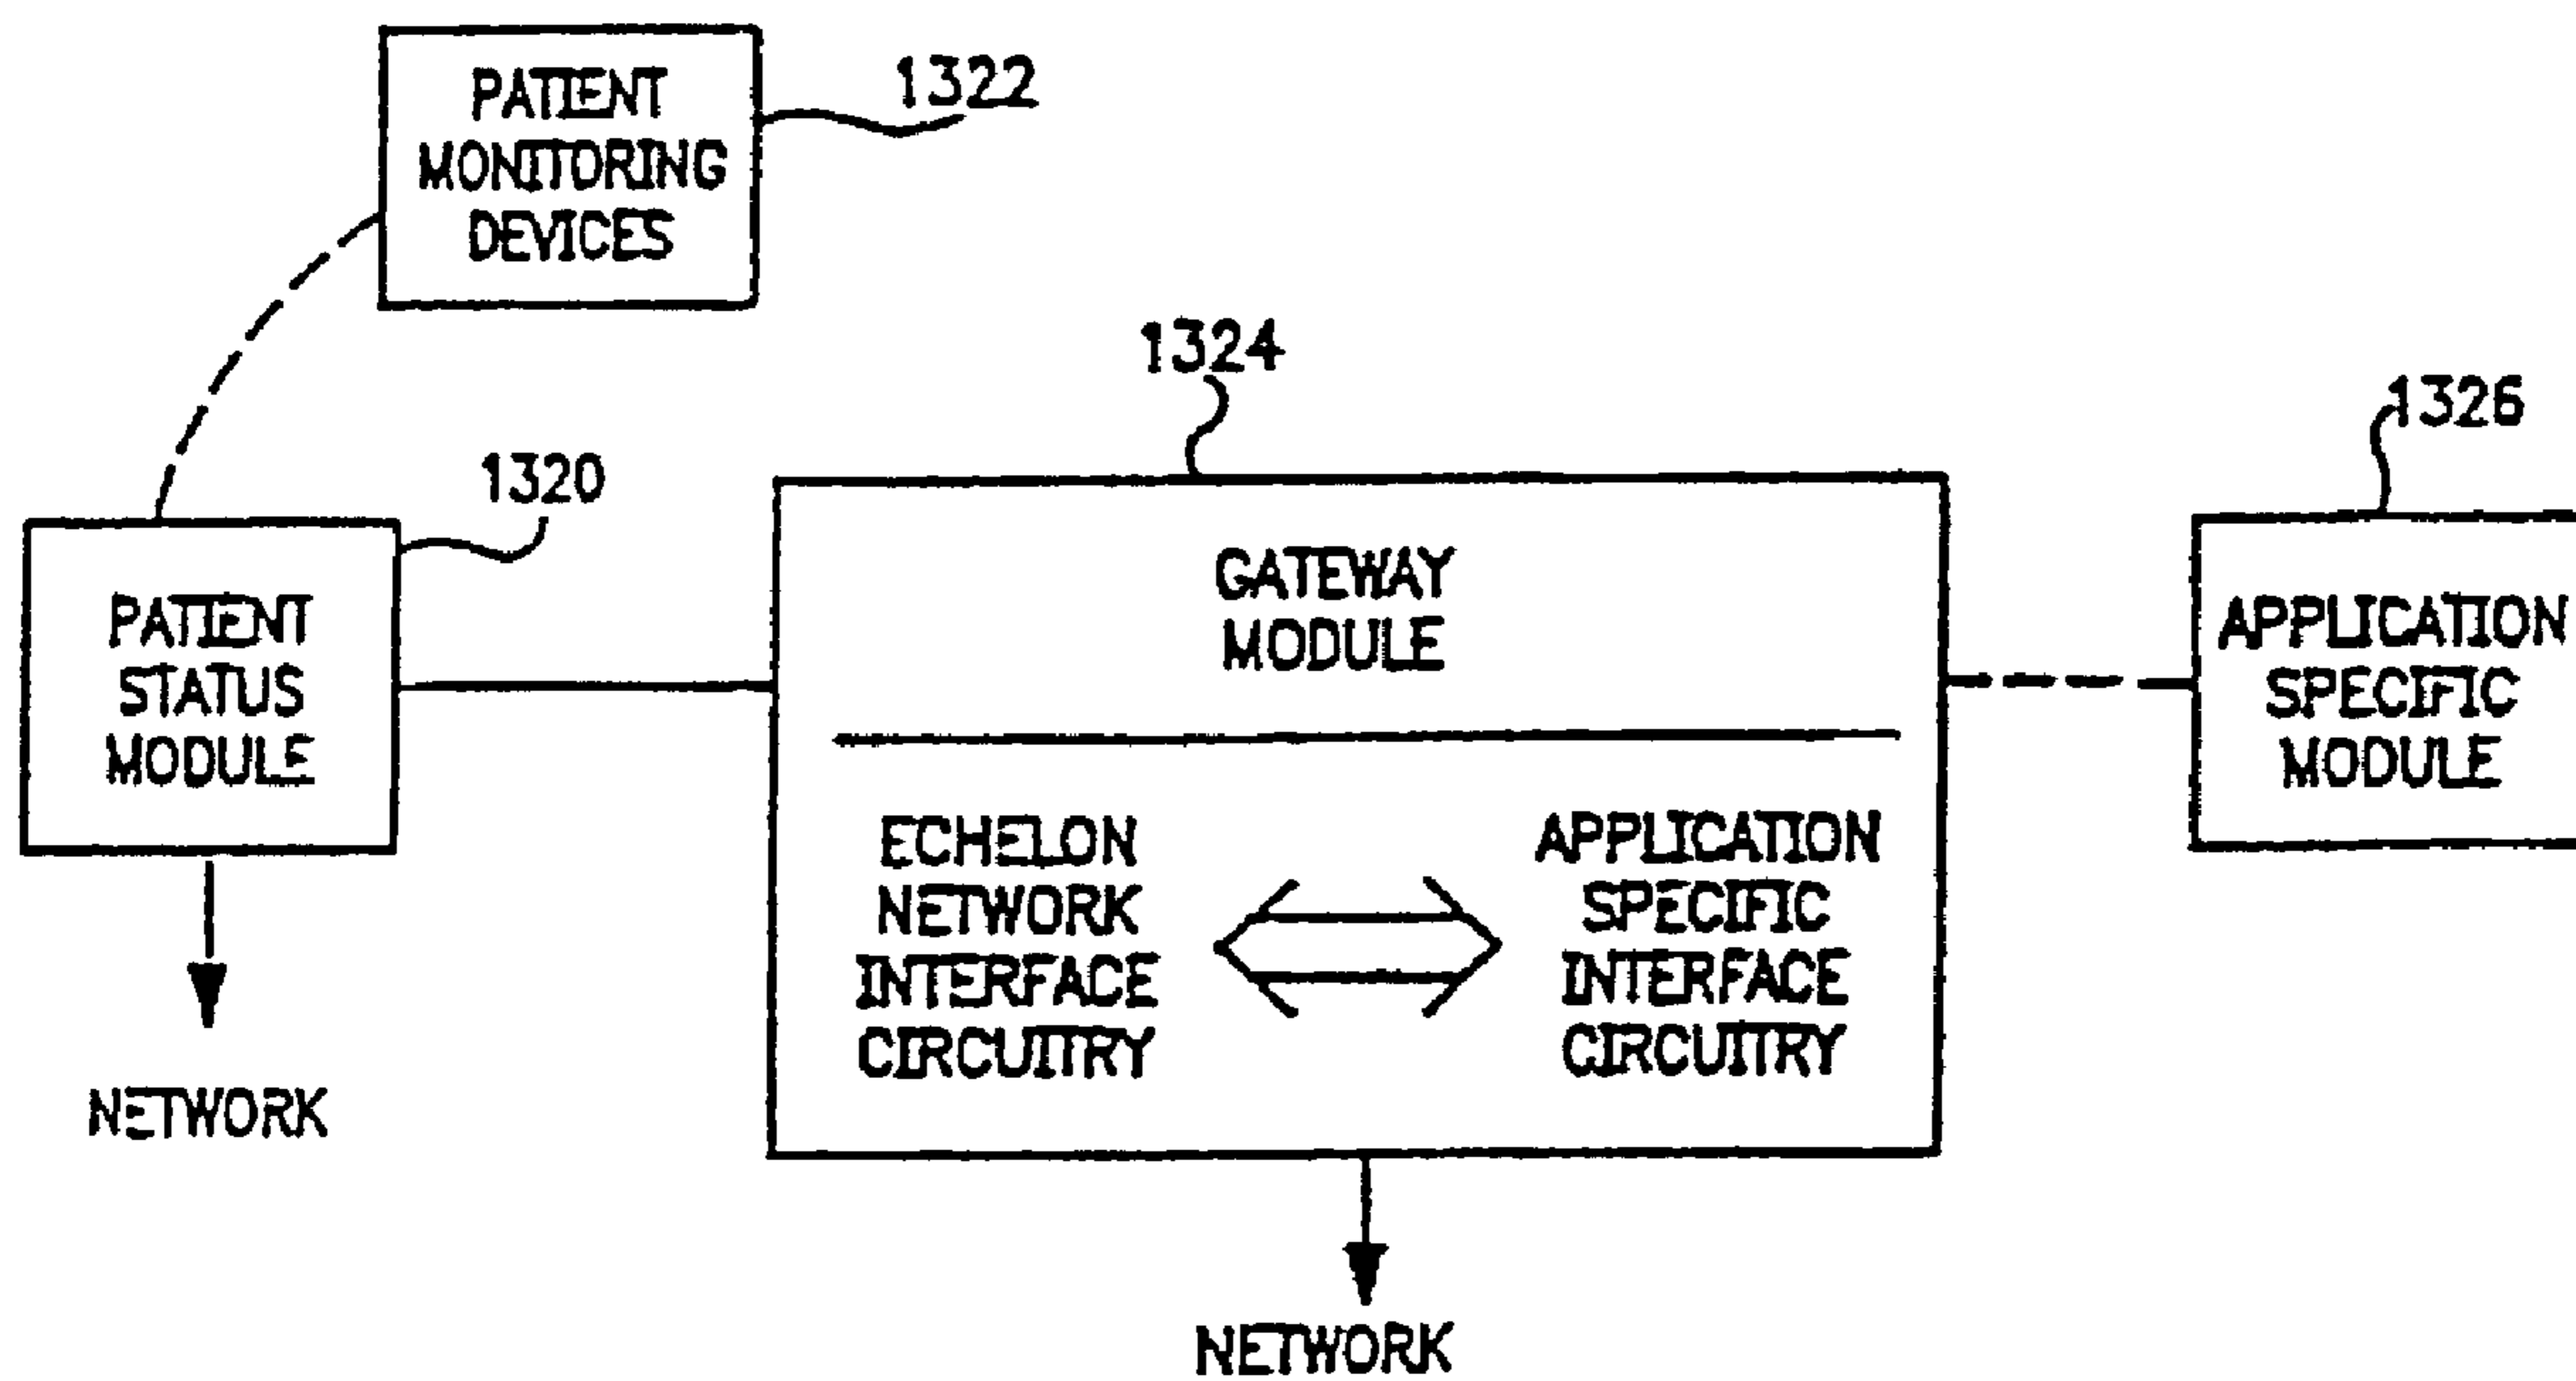 PATIENT
MONITORING
DEVICES
1322
1324
1326
1320
PATIENT
STATUS
MODULE
GATEWAY
MODULE
APPLICATION
SPECIFIC
MODULE
ECHELON
NETWORK
INTERFACE
CIRCUITRY
APPLICATION
SPECIFIC
INTERFACE
CIRCUITRY
NETWORK
NETWORK